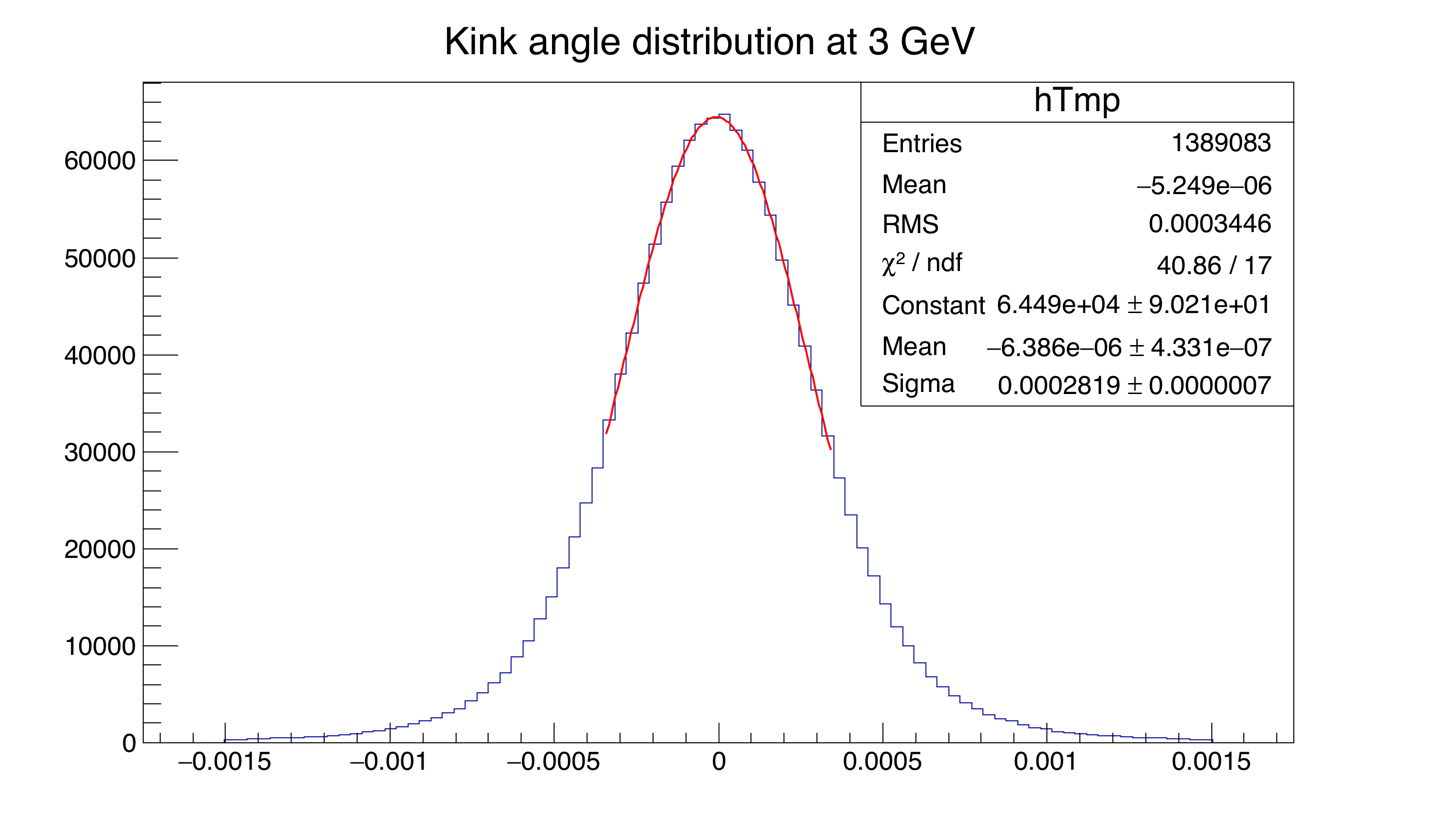 Kink angle distribution at 3 GeV
hTmp
Entries 1389083
Mean −5.249e−06
RMS 0.0003446
χ² / ndf 40.86 / 17
Constant 6.449e+04 ± 9.021e+01
Mean −6.386e−06 ± 4.331e−07
Sigma 0.0002819 ± 0.0000007
60000
50000
40000
30000
20000
10000
0
−0.0015 −0.001 −0.0005 0 0.0005 0.001 0.0015